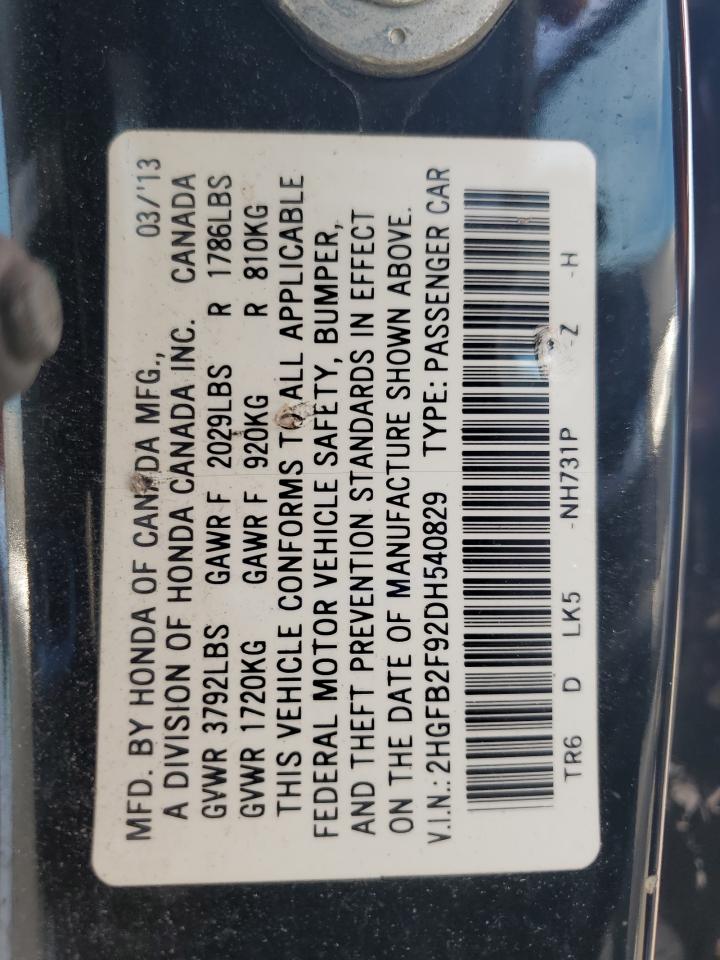 MFD. BY HONDA OF CANADA MFG., 03/'13
A DIVISION OF HONDA CANADA INC. CANADA
GVWR 3792LBS GAWR F 2029LBS R 1786LBS
GVWR 1720KG GAWR F 920KG R 810KG
THIS VEHICLE CONFORMS TO ALL APPLICABLE
FEDERAL MOTOR VEHICLE SAFETY, BUMPER,
AND THEFT PREVENTION STANDARDS IN EFFECT
ON THE DATE OF MANUFACTURE SHOWN ABOVE.
V.I.N.: 2HGFB2F92DH540829 TYPE: PASSENGER CAR
TR6 D LK5 -NH731P -Z -H